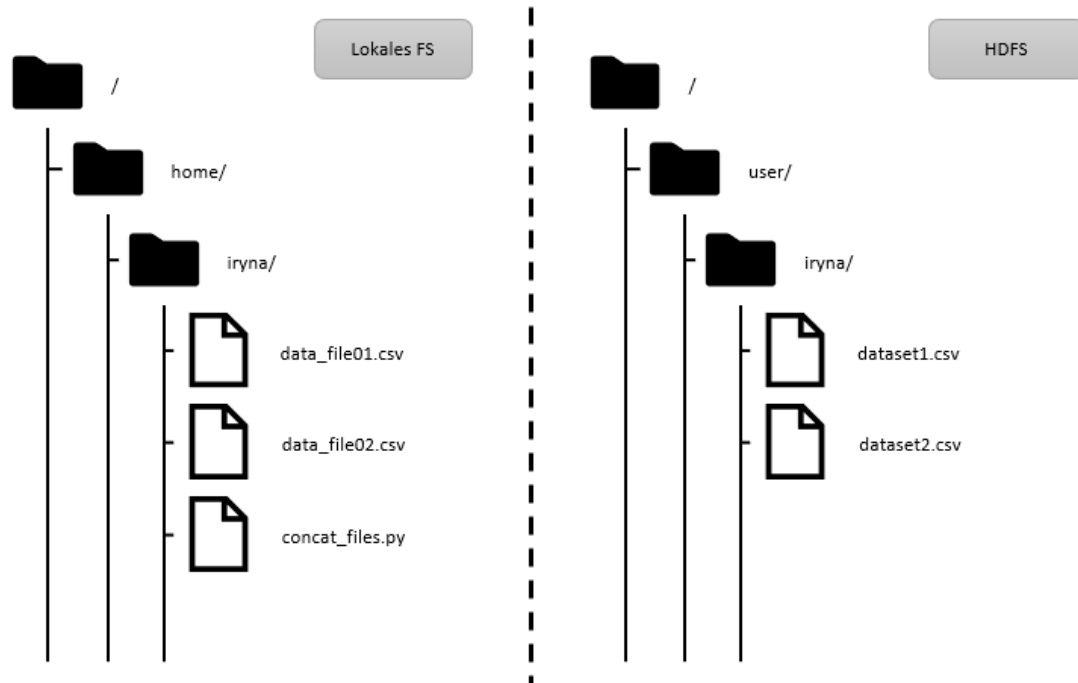 Lokales FS
/
home/
iryna/
data_file01.csv
data_file02.csv
concat_files.py
HDFS
/
user/
iryna/
dataset1.csv
dataset2.csv